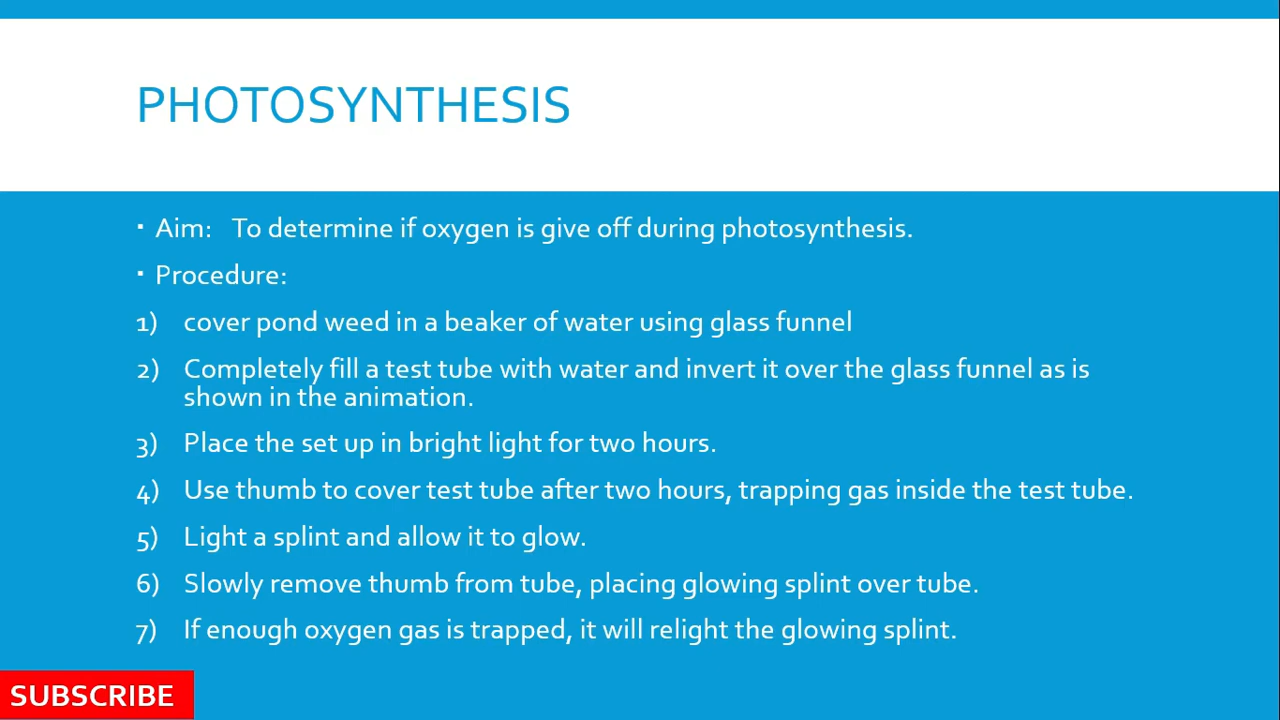 PHOTOSYNTHESIS
▪ Aim: To determine if oxygen is give off during photosynthesis.
▪ Procedure:
1) cover pond weed in a beaker of water using glass funnel
2) Completely fill a test tube with water and invert it over the glass funnel as is
shown in the animation.
3) Place the set up in bright light for two hours.
4) Use thumb to cover test tube after two hours, trapping gas inside the test tube.
5) Light a splint and allow it to glow.
6) Slowly remove thumb from tube, placing glowing splint over tube.
7) If enough oxygen gas is trapped, it will relight the glowing splint.
SUBSCRIBE